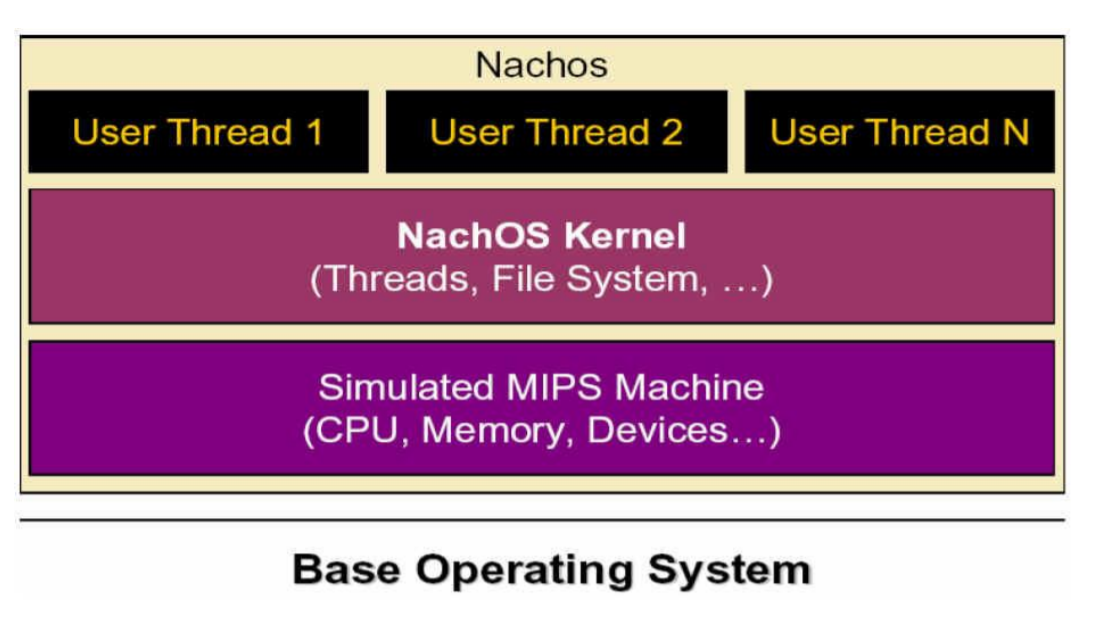 Nachos
User Thread 1
User Thread 2
User Thread N
NachOS Kernel
(Threads, File System, …)
Simulated MIPS Machine
(CPU, Memory, Devices…)
Base Operating System